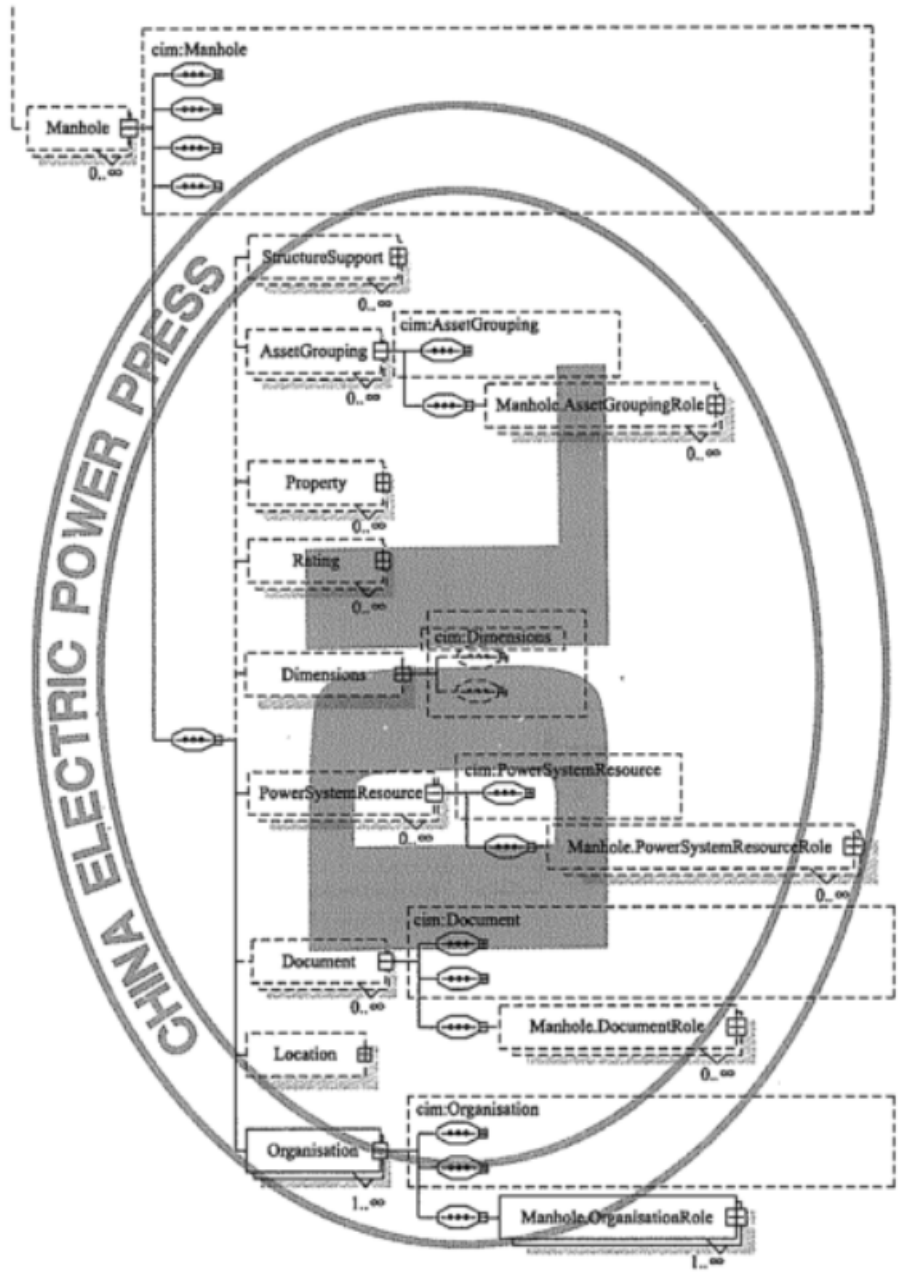 cim:Manhole
Manhole
0..∞
StructureSupport
0..∞
cim:AssetGrouping
AssetGrouping
0..∞
Manhole.AssetGroupingRole
0..∞
Property
0..∞
Rating
0..∞
cim:Dimensions
Dimensions
cim:PowerSystemResource
PowerSystemResource
0..∞
Manhole.PowerSystemResourceRole
0..∞
cim:Document
Document
0..∞
Manhole.DocumentRole
0..∞
Location
cim:Organisation
Organisation
1..∞
Manhole.OrganisationRole
1..∞
CHINA ELECTRIC POWER PRESS